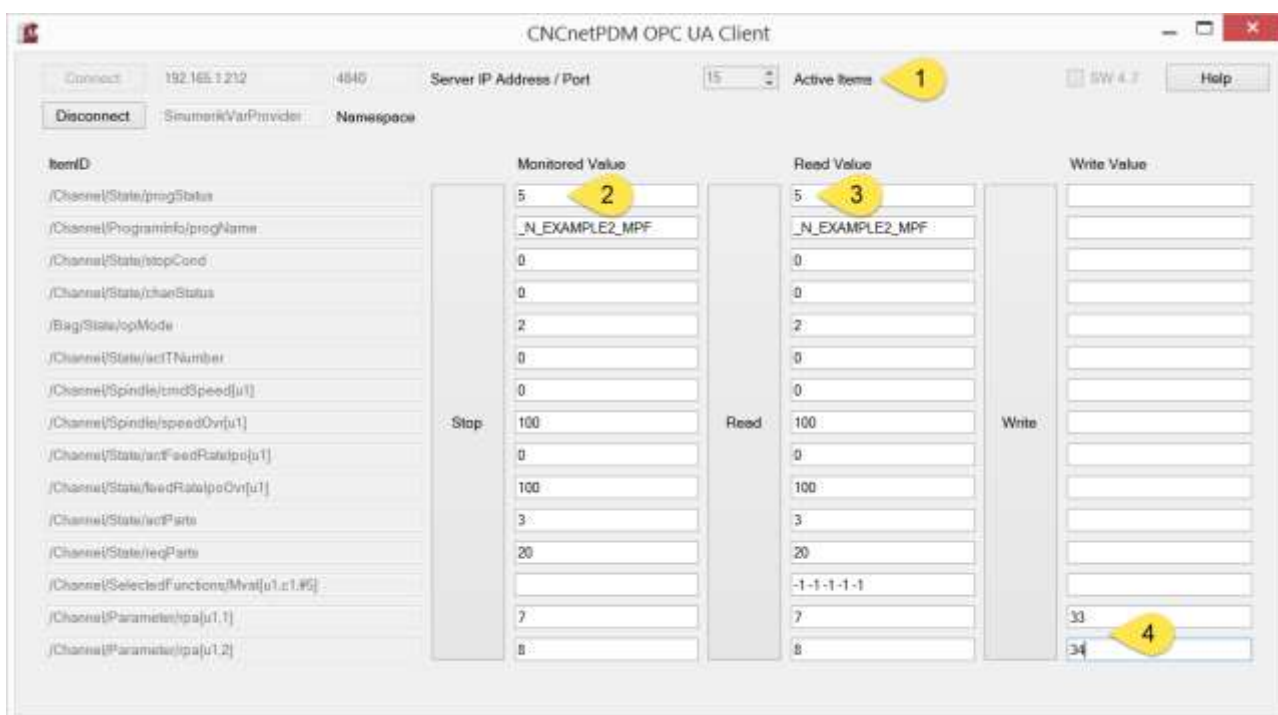 CNCnetPDM OPC UA Client
Connect 192.165.1.212 4840 Server IP Address / Port 15 Active Items 1 SW 4.7 Help
Disconnect SinumerikVarProvider Namespace
ItemID Monitored Value Read Value Write Value
/Channel/State/progStatus 5 2 5 3
/Channel/ProgramInfo/progName _N_EXAMPLE2_MPF _N_EXAMPLE2_MPF
/Channel/State/stopCond 0 0
/Channel/State/chanStatus 0 0
/Bag/State/opMode 2 2
/Channel/State/actTNumber 0 0
/Channel/Spindle/cmdSpeed[u1] 0 0
/Channel/Spindle/speedOvr[u1] Stop 100 Read 100 Write
/Channel/State/actFeedRateIpo[u1] 0 0
/Channel/State/feedRateIpoOvr[u1] 100 100
/Channel/State/actParts 3 3
/Channel/State/reqParts 20 20
/Channel/SelectedFunctions/Mval[u1.c1.#5] -1-1-1-1-1
/Channel/Parameter/rpa[u1.1] 7 7 33
/Channel/Parameter/rpa[u1.2] 8 8 34 4